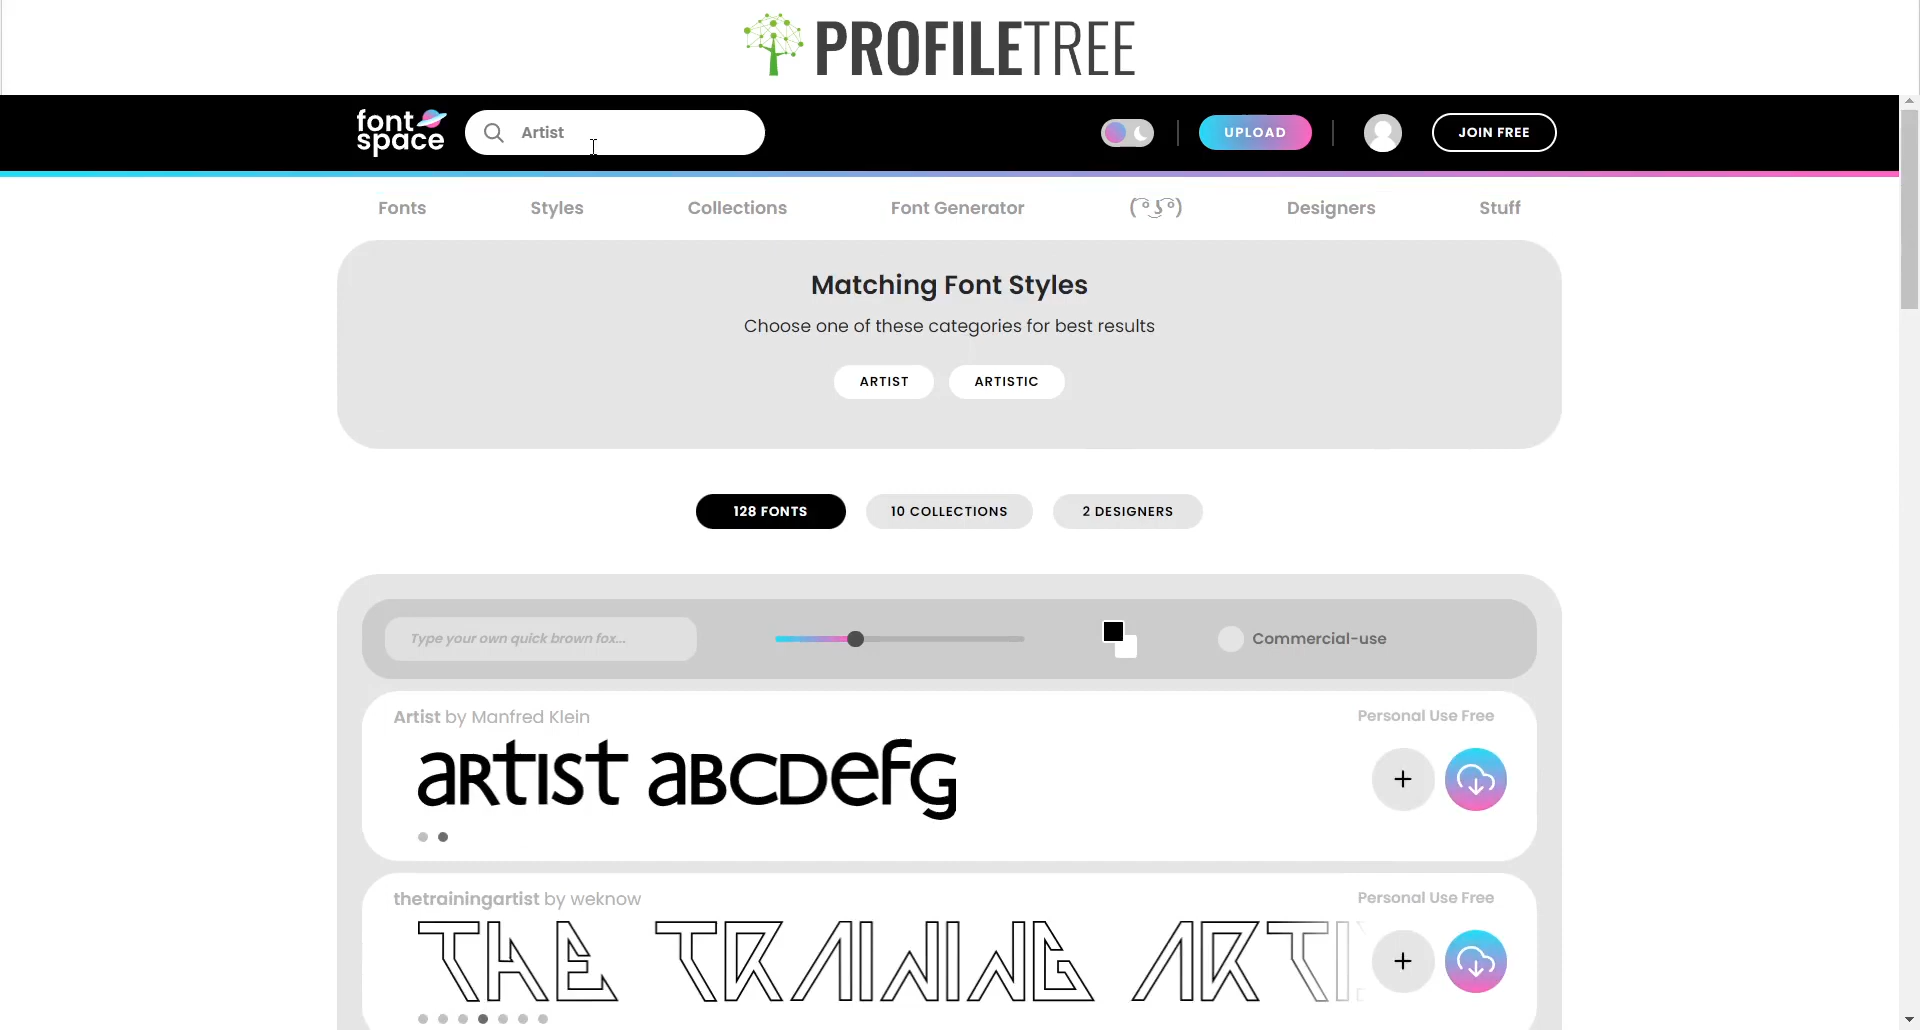 PROFILETREE
font space
Artist
UPLOAD
JOIN FREE
Fonts Styles Collections Font Generator ( ͡° ͜ʖ ͡°) Designers Stuff
Matching Font Styles
Choose one of these categories for best results
ARTIST ARTISTIC
128 FONTS 10 COLLECTIONS 2 DESIGNERS
Type your own quick brown fox...
Commercial-use
Artist by Manfred Klein Personal Use Free
artist abcdefg
thetrainingartist by weknow Personal Use Free
THE TRAINING ARTI